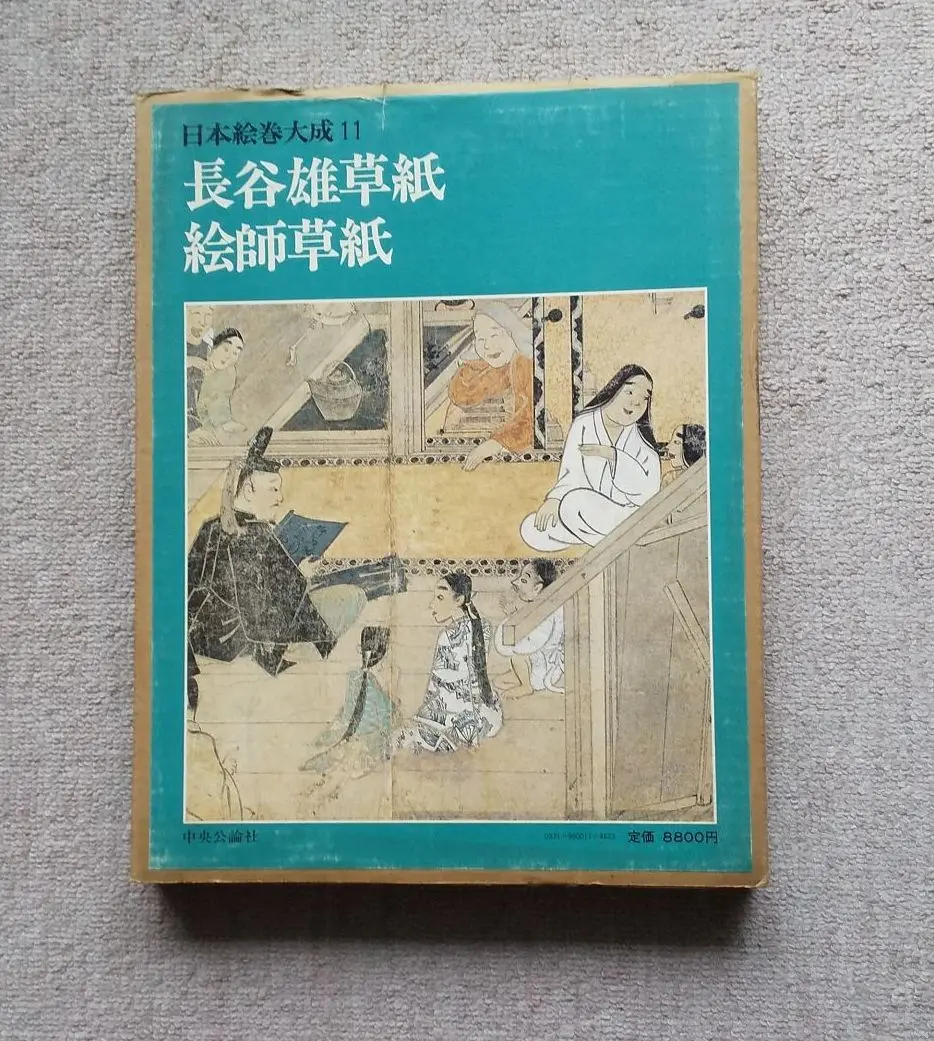 日本絵巻大成11
長谷雄草紙
絵師草紙
中央公論社
定価 8800円